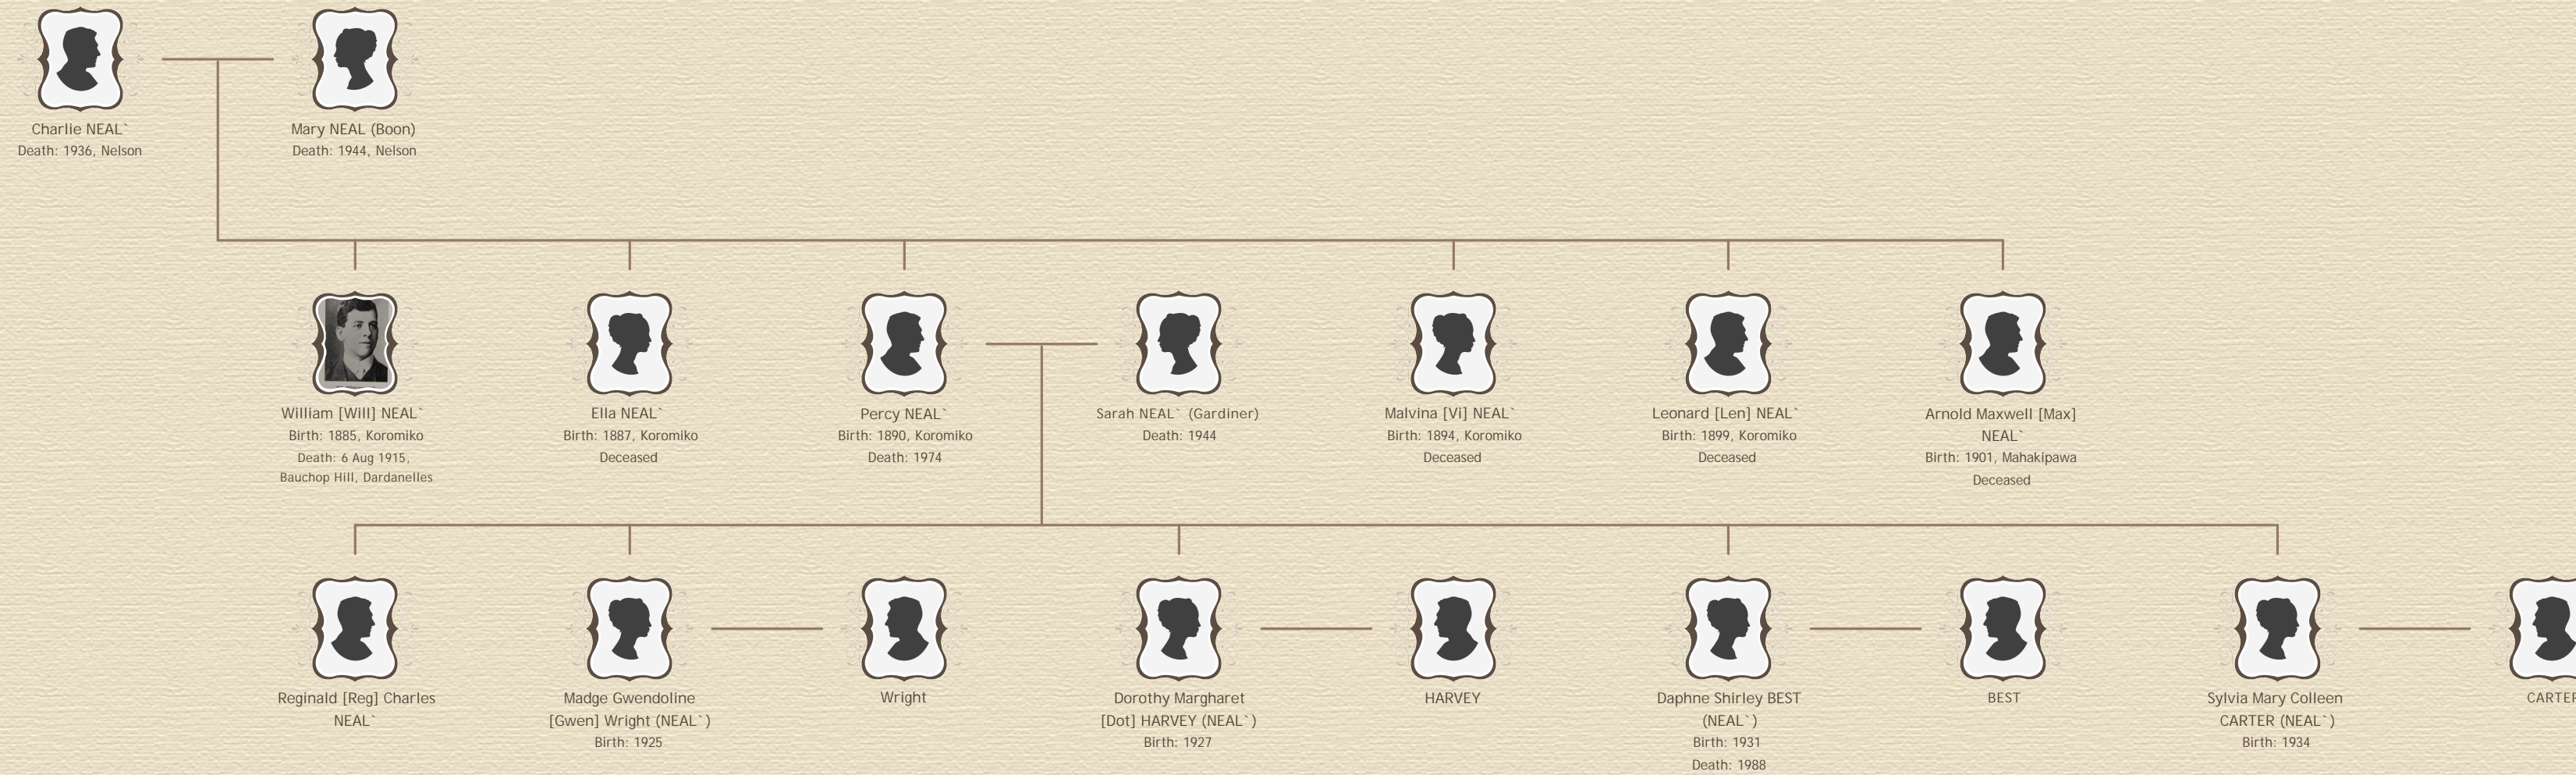 Charlie NEAL`
Death: 1936, Nelson
Mary NEAL (Boon)
Death: 1944, Nelson
William [Will] NEAL`
Birth: 1885, Koromiko
Death: 6 Aug 1915,
Bauchop Hill, Dardanelles
Ella NEAL`
Birth: 1887, Koromiko
Deceased
Percy NEAL`
Birth: 1890, Koromiko
Death: 1974
Sarah NEAL` (Gardiner)
Death: 1944
Malvina [Vi] NEAL`
Birth: 1894, Koromiko
Deceased
Leonard [Len] NEAL`
Birth: 1899, Koromiko
Deceased
Arnold Maxwell [Max]
NEAL`
Birth: 1901, Mahakipawa
Deceased
Reginald [Reg] Charles
NEAL`
Madge Gwendoline
[Gwen] Wright (NEAL`)
Birth: 1925
Wright
Dorothy Margharet
[Dot] HARVEY (NEAL`)
Birth: 1927
HARVEY
Daphne Shirley BEST
(NEAL`)
Birth: 1931
Death: 1988
BEST
Sylvia Mary Colleen
CARTER (NEAL`)
Birth: 1934
CARTER